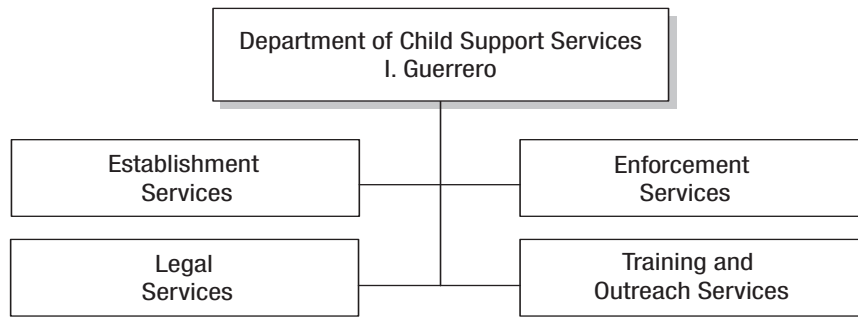 Department of Child Support Services
I. Guerrero
Establishment
Services
Enforcement
Services
Legal
Services
Training and
Outreach Services